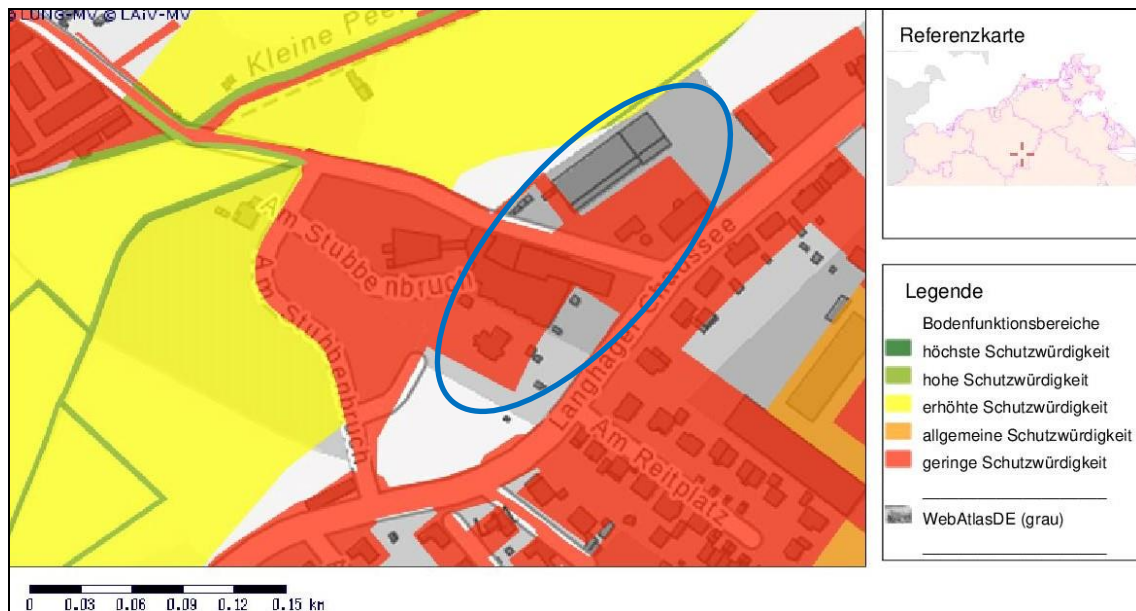 LUNG-MV © LAiV-MV
Kleine Peen
Am Stubbenbruch
Am Stubbenbruch
Langhäger Chaussee
Am Reitplatz
0 0.03 0.06 0.09 0.12 0.15 km
Referenzkarte
Legende
Bodenfunktionsbereiche
höchste Schutzwürdigkeit
hohe Schutzwürdigkeit
erhöhte Schutzwürdigkeit
allgemeine Schutzwürdigkeit
geringe Schutzwürdigkeit
WebAtlasDE (grau)